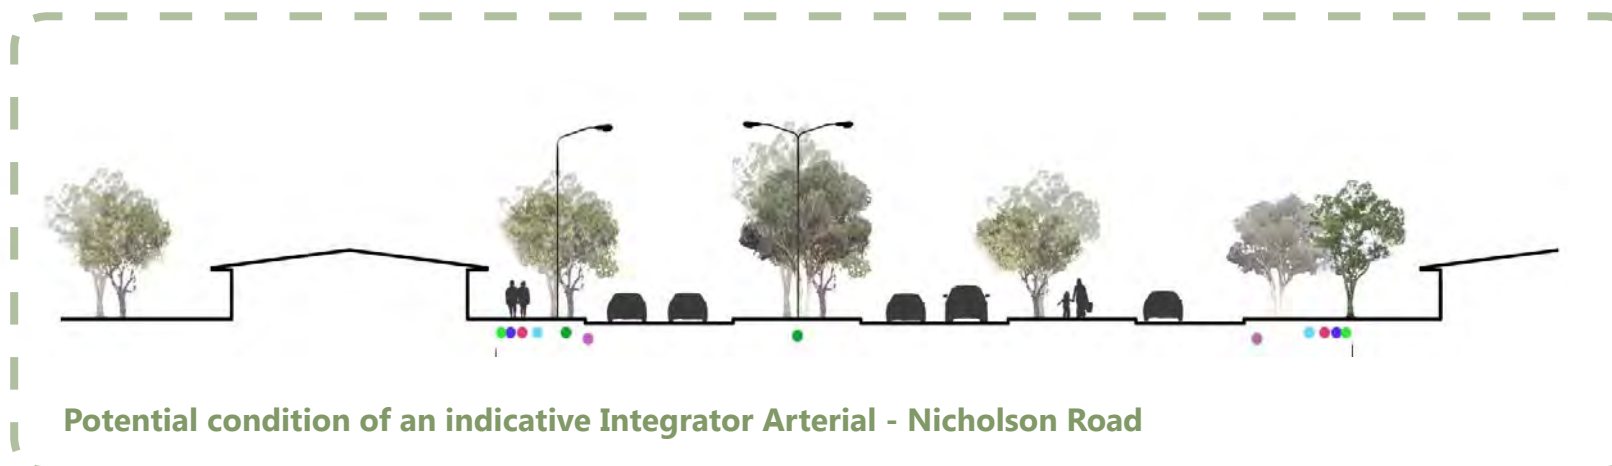 Potential condition of an indicative Integrator Arterial - Nicholson Road